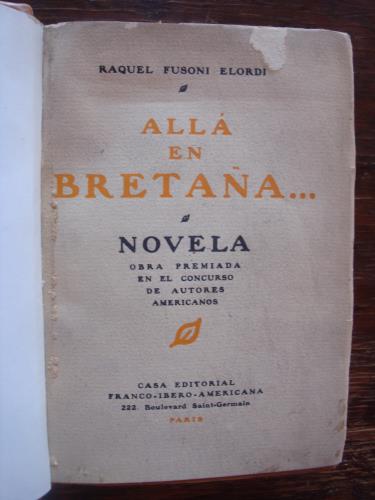 RAQUEL FUSONI ELORDI
ALLÁ
EN
BRETAÑA...
NOVELA
OBRA PREMIADA
EN EL CONCURSO
DE AUTORES
AMERICANOS
CASA EDITORIAL
FRANCO-IBERO-AMERICANA
222, Boulevard Saint-Germain
PARIS